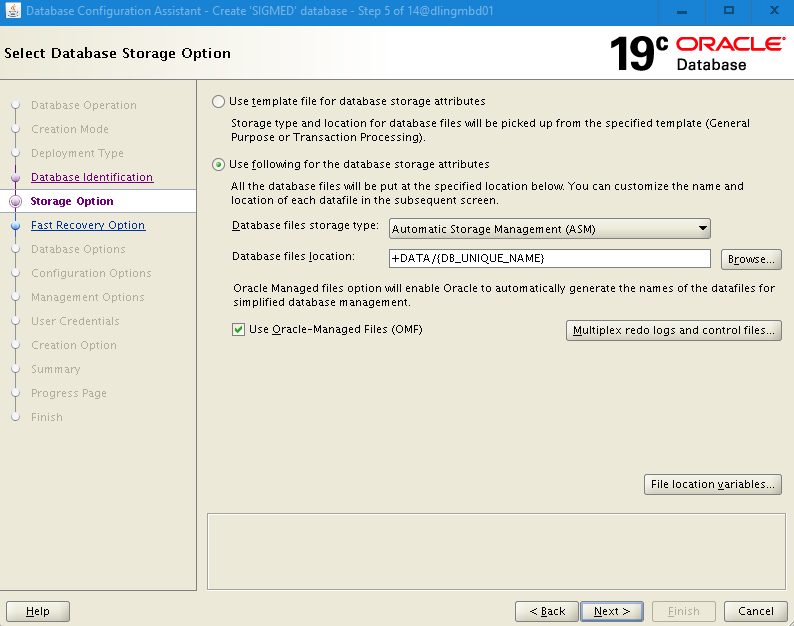 Database Configuration Assistant - Create 'SIGMED' database - Step 5 of 14@dlingmbd01
Select Database Storage Option
19c ORACLE
Database
Database Operation
Creation Mode
Deployment Type
Database Identification
Storage Option
Fast Recovery Option
Database Options
Configuration Options
Management Options
User Credentials
Creation Option
Summary
Progress Page
Finish
Use template file for database storage attributes
Storage type and location for database files will be picked up from the specified template (General
Purpose or Transaction Processing).
Use following for the database storage attributes
All the database files will be put at the specified location below. You can customize the name and
location of each datafile in the subsequent screen.
Database files storage type: Automatic Storage Management (ASM)
Database files location: +DATA/{DB_UNIQUE_NAME} Browse...
Oracle Managed files option will enable Oracle to automatically generate the names of the datafiles for
simplified database management.
Use Oracle-Managed Files (OMF) Multiplex redo logs and control files...
File location variables...
Help < Back Next > Finish Cancel